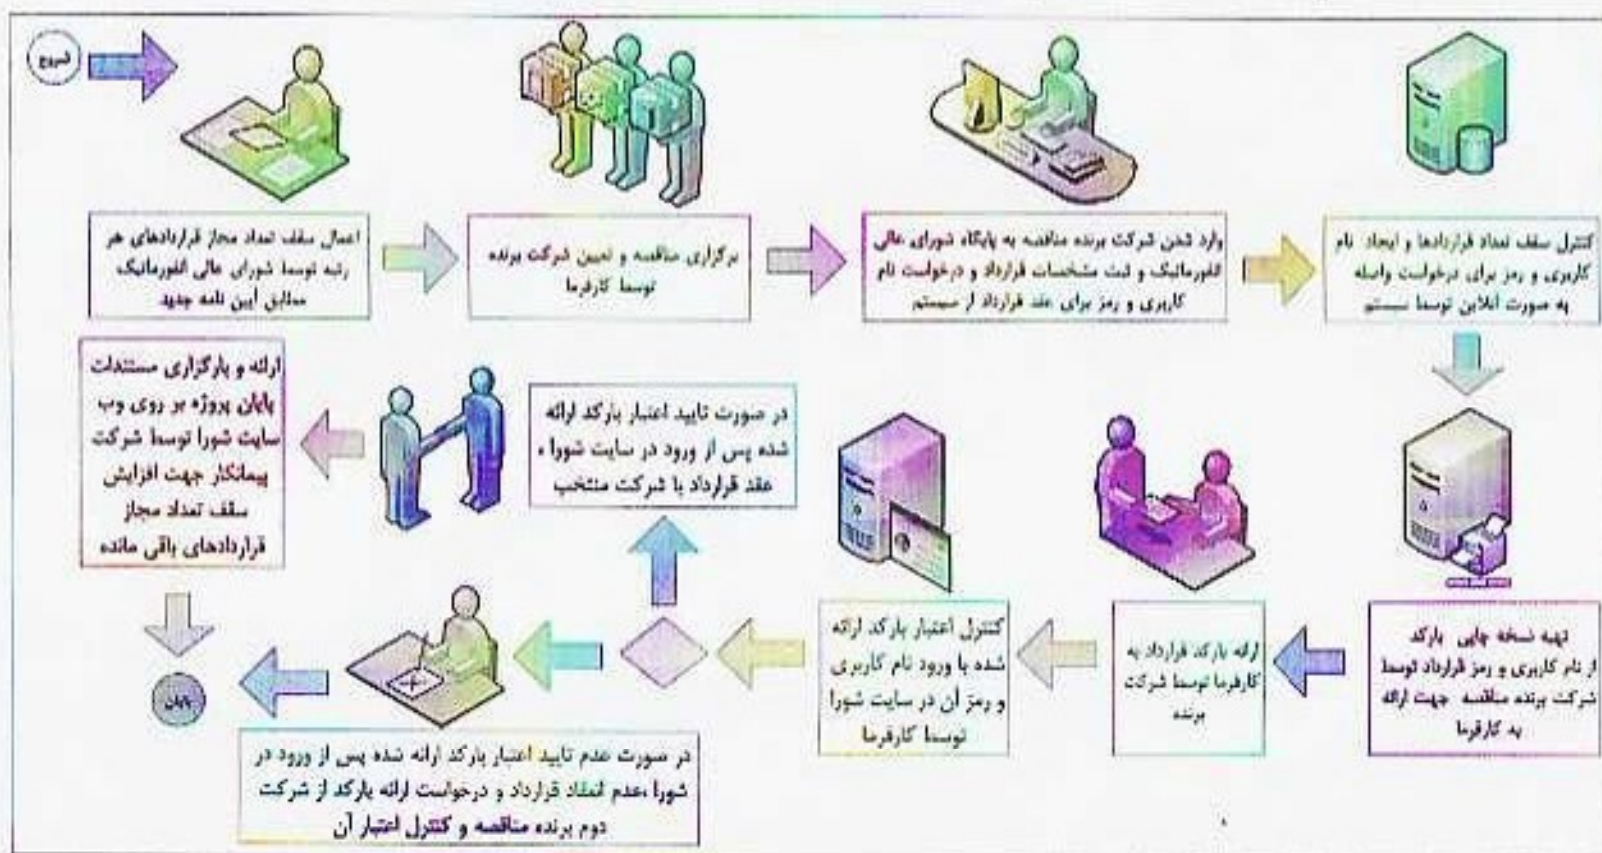 شروع
اعمال سقف تعداد مجاز قراردادهای هر
رتبه توسط شورای عالی انفورماتیک
مطابق آیین نامه جدید
برگزاری مناقصه و تعیین شرکت برنده
توسط کارفرما
وارد شدن شرکت برنده مناقصه به پایگاه شورای عالی
انفورماتیک و ثبت مشخصات قرارداد و درخواست نام
کاربری و رمز برای عقد قرارداد از سیستم
کنترل سقف تعداد قراردادها و ایجاد نام
کاربری و رمز برای درخواست واصله
به صورت آنلاین توسط سیستم
تهیه نسخه چاپی بارکد
از نام کاربری و رمز قرارداد توسط
شرکت برنده مناقصه جهت ارائه
به کارفرما
ارائه بارکد قرارداد به
کارفرما توسط شرکت
برنده
کنترل اعتبار بارکد ارائه
شده با ورود نام کاربری
و رمز آن در سایت شورا
توسط کارفرما
در صورت تایید اعتبار بارکد ارائه
شده پس از ورود در سایت شورا ،
عقد قرارداد با شرکت منتخب
ارائه و بارگزاری مستندات
پایان پروژه بر روی وب
سایت شورا توسط شرکت
پیمانکار جهت افزایش
سقف تعداد مجاز
قراردادهای باقی مانده
در صورت عدم تایید اعتبار بارکد ارائه شده پس از ورود در
شورا ،عدم انعقاد قرارداد و درخواست ارائه بارکد از شرکت
دوم برنده مناقصه و کنترل اعتبار آن
پایان